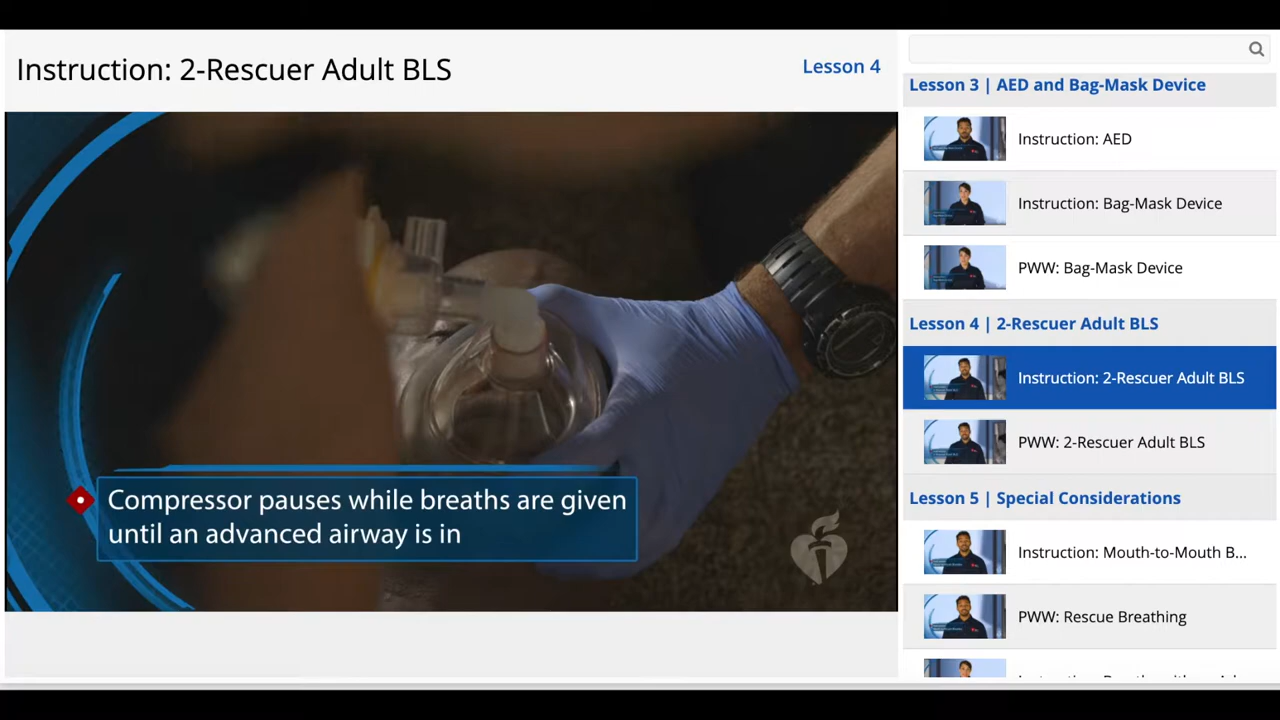 Instruction: 2-Rescuer Adult BLS
Lesson 4
Compressor pauses while breaths are given
until an advanced airway is in
Lesson 3 | AED and Bag-Mask Device
Instruction: AED
Instruction: Bag-Mask Device
PWW: Bag-Mask Device
Lesson 4 | 2-Rescuer Adult BLS
Instruction: 2-Rescuer Adult BLS
PWW: 2-Rescuer Adult BLS
Lesson 5 | Special Considerations
Instruction: Mouth-to-Mouth B...
PWW: Rescue Breathing